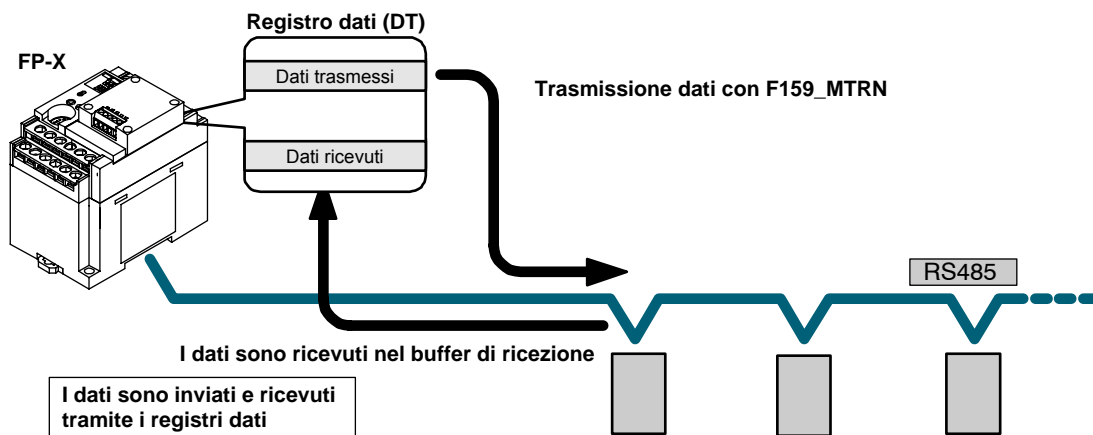 Registro dati (DT)
FP-X
Dati trasmessi
Trasmissione dati con F159_MTRN
Dati ricevuti
RS485
I dati sono ricevuti nel buffer di ricezione
I dati sono inviati e ricevuti
tramite i registri dati